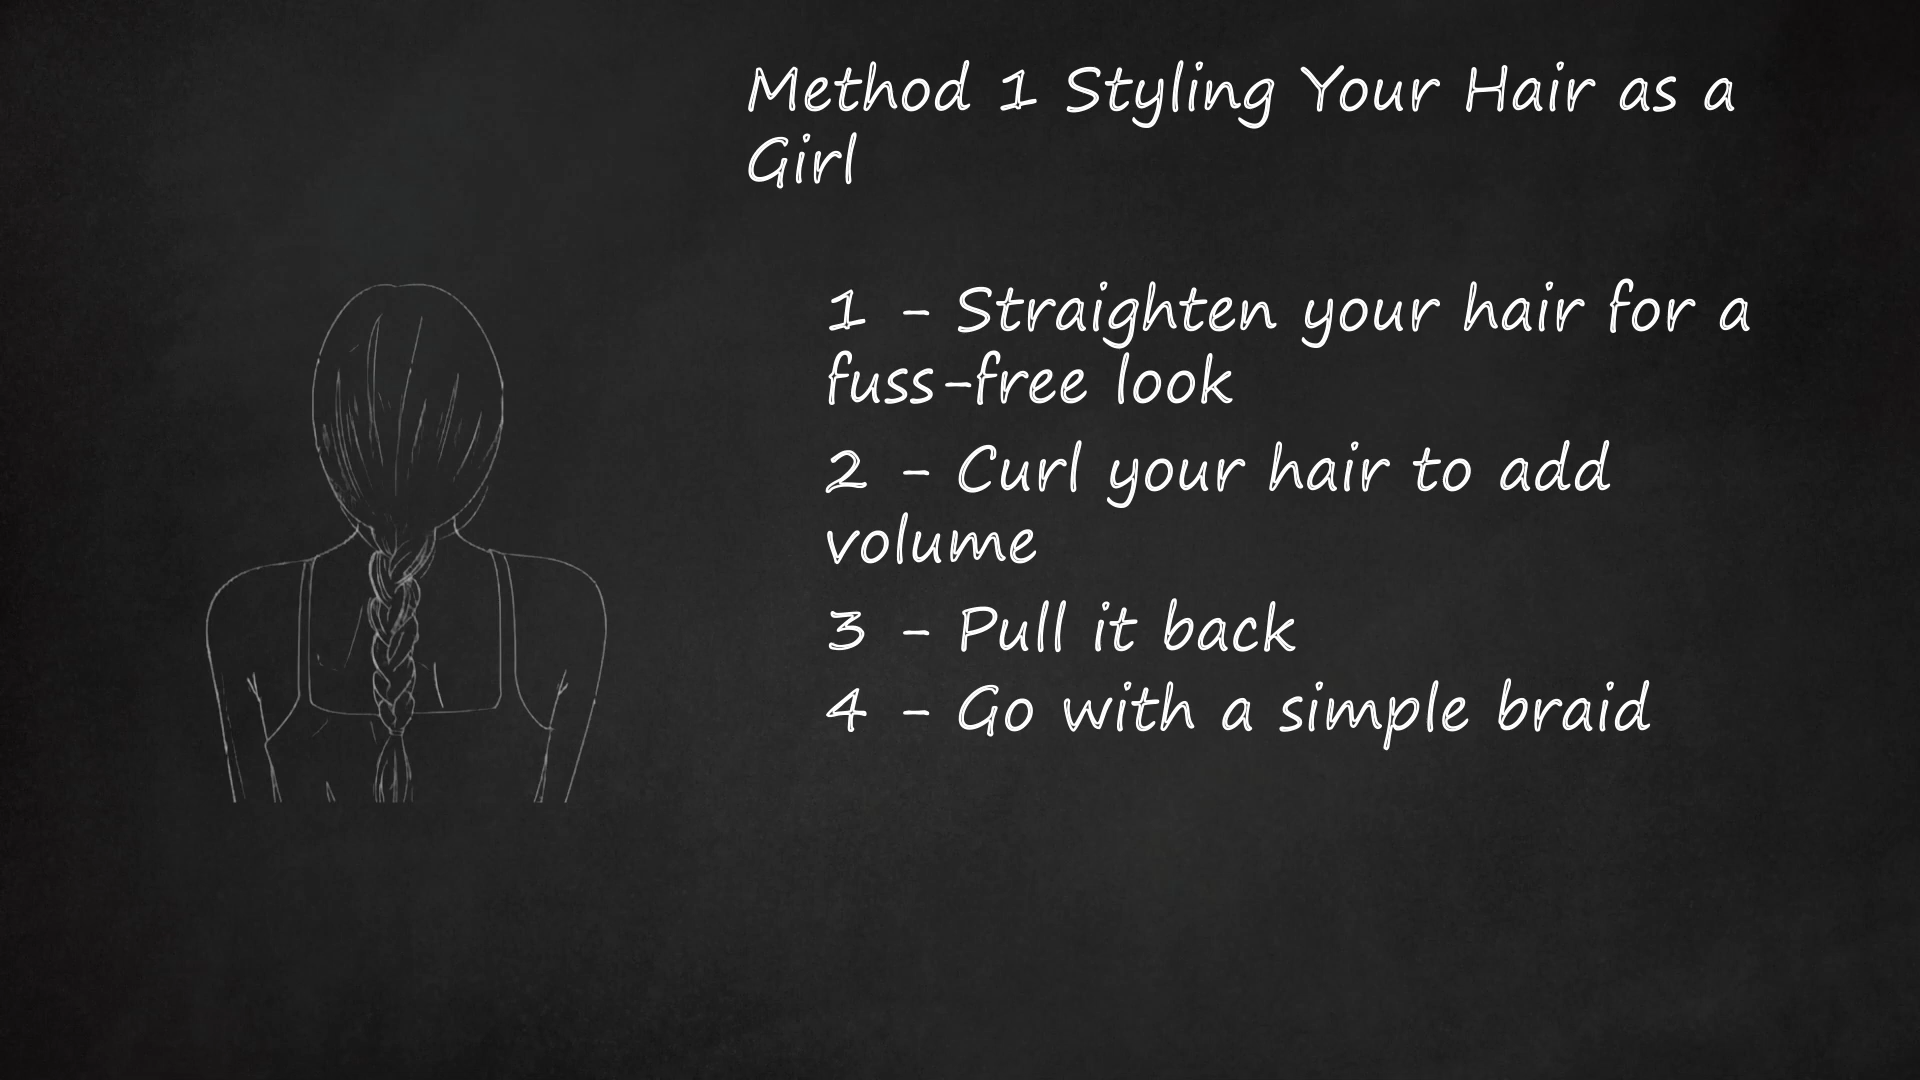 Method 1 Styling Your Hair as a
Girl
1 - Straighten your hair for a
fuss-free look
2 - Curl your hair to add
volume
3 - Pull it back
4 - Go with a simple braid